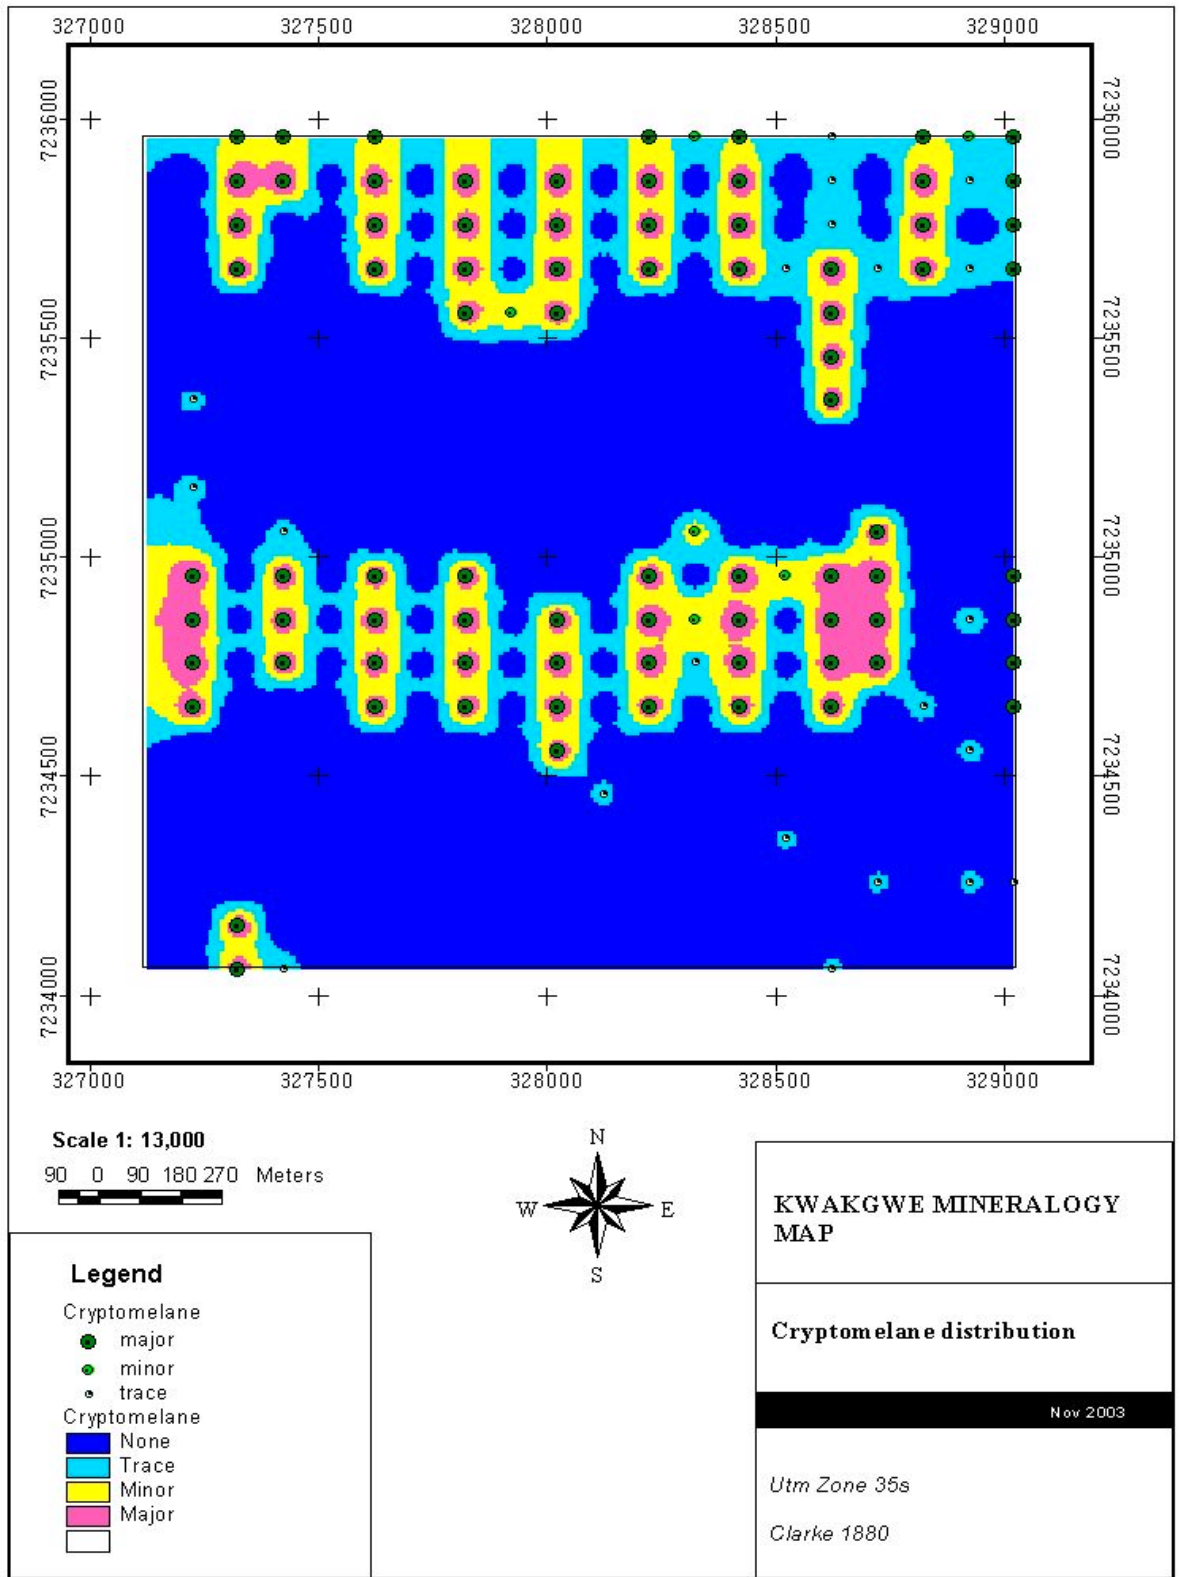 327000 327500 328000 328500 329000
7236000 7236000
7235500 7235500
7235000 7235000
7234500 7234500
7234000 7234000
327000 327500 328000 328500 329000
Scale 1: 13,000
90 0 90 180 270 Meters
N
W E
S
Legend
Cryptomelane
major
minor
trace
Cryptomelane
None
Trace
Minor
Major
KWAKGWE MINERALOGY
MAP
Cryptomelane distribution
Nov 2003
Utm Zone 35s
Clarke 1880